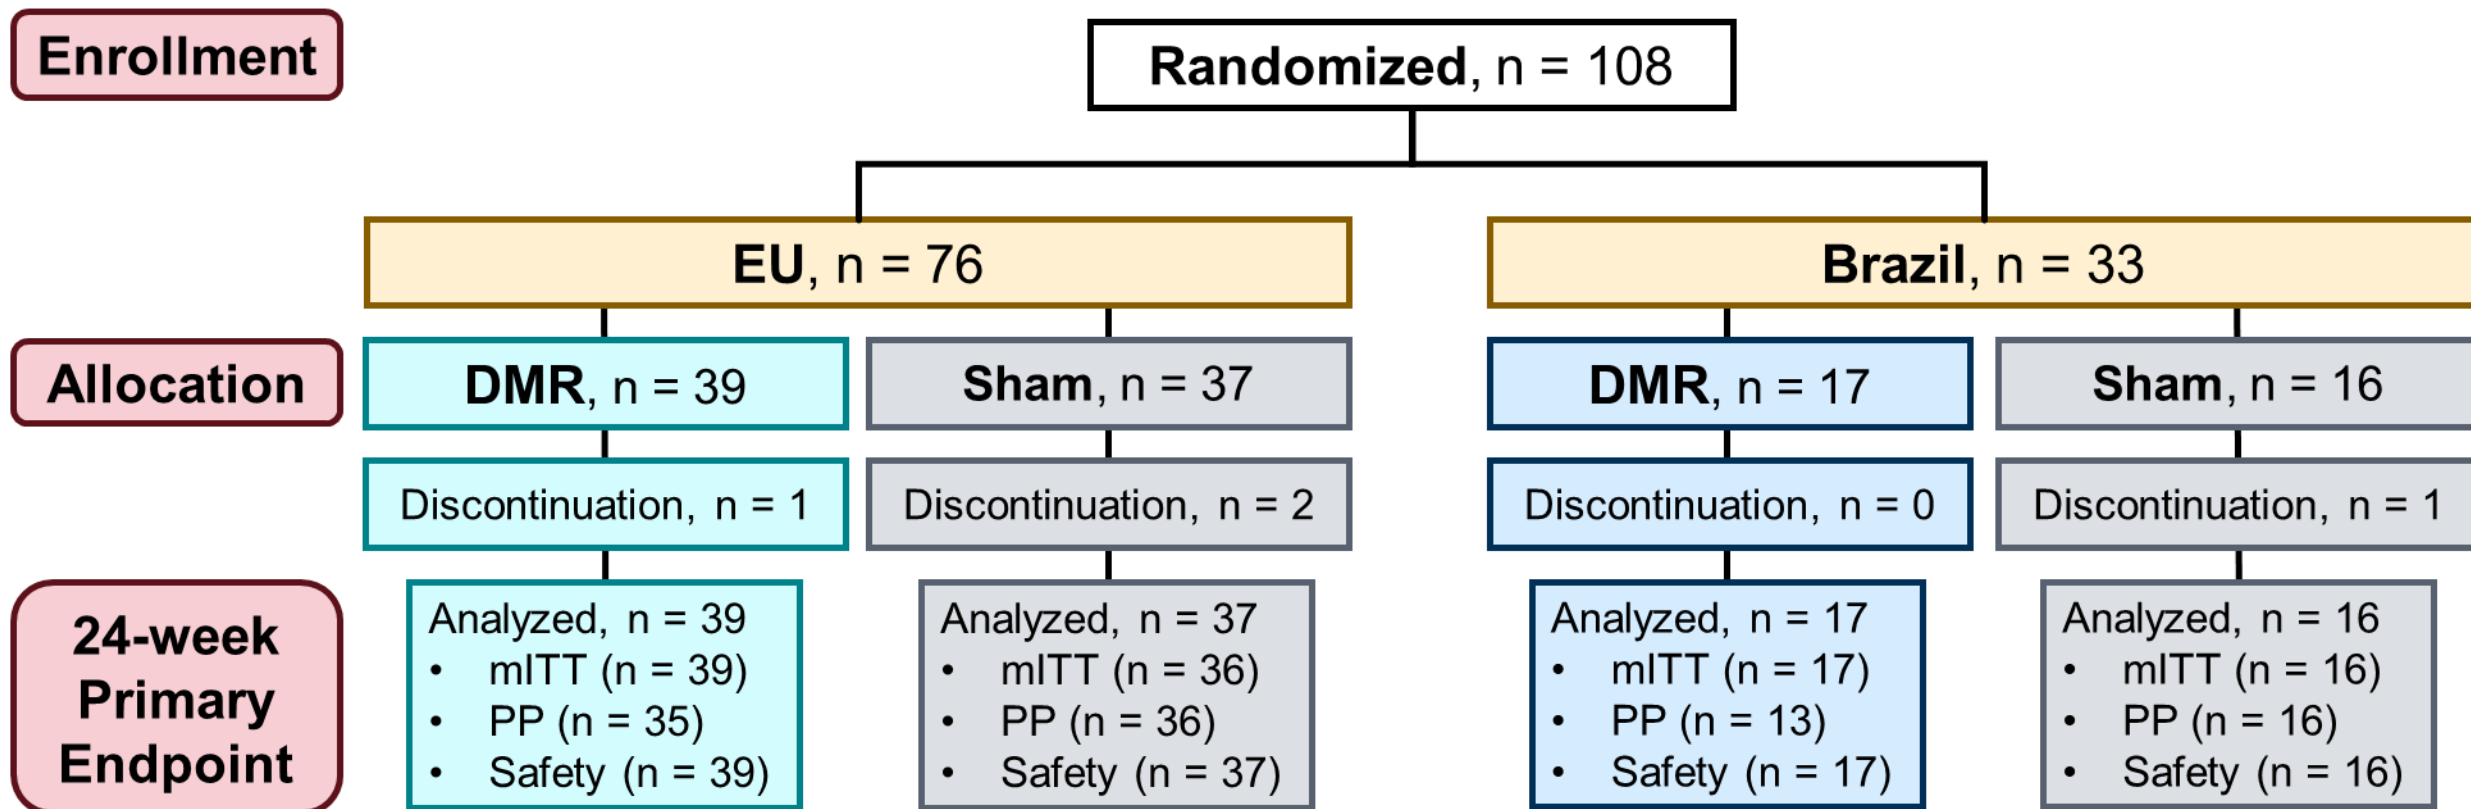 Enrollment
Randomized, n = 108
EU, n = 76
Brazil, n = 33
Allocation
DMR, n = 39
Sham, n = 37
DMR, n = 17
Sham, n = 16
Discontinuation, n = 1
Discontinuation, n = 2
Discontinuation, n = 0
Discontinuation, n = 1
24-week
Primary
Endpoint
Analyzed, n = 39
• mITT (n = 39)
• PP (n = 35)
• Safety (n = 39)
Analyzed, n = 37
• mITT (n = 36)
• PP (n = 36)
• Safety (n = 37)
Analyzed, n = 17
• mITT (n = 17)
• PP (n = 13)
• Safety (n = 17)
Analyzed, n = 16
• mITT (n = 16)
• PP (n = 16)
• Safety (n = 16)